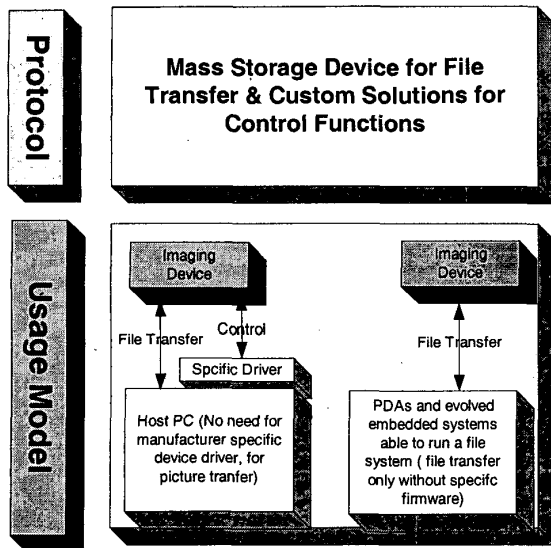 Protocol
Mass Storage Device for File
Transfer & Custom Solutions for
Control Functions
Usage Model
Imaging
Device
File Transfer
Control
Spcific Driver
Host PC (No need for
manufacturer specific
device driver, for
picture tranfer)
Imaging
Device
File Transfer
PDAs and evolved
embedded systems
able to run a file
system ( file transfer
only without specifc
firmware)